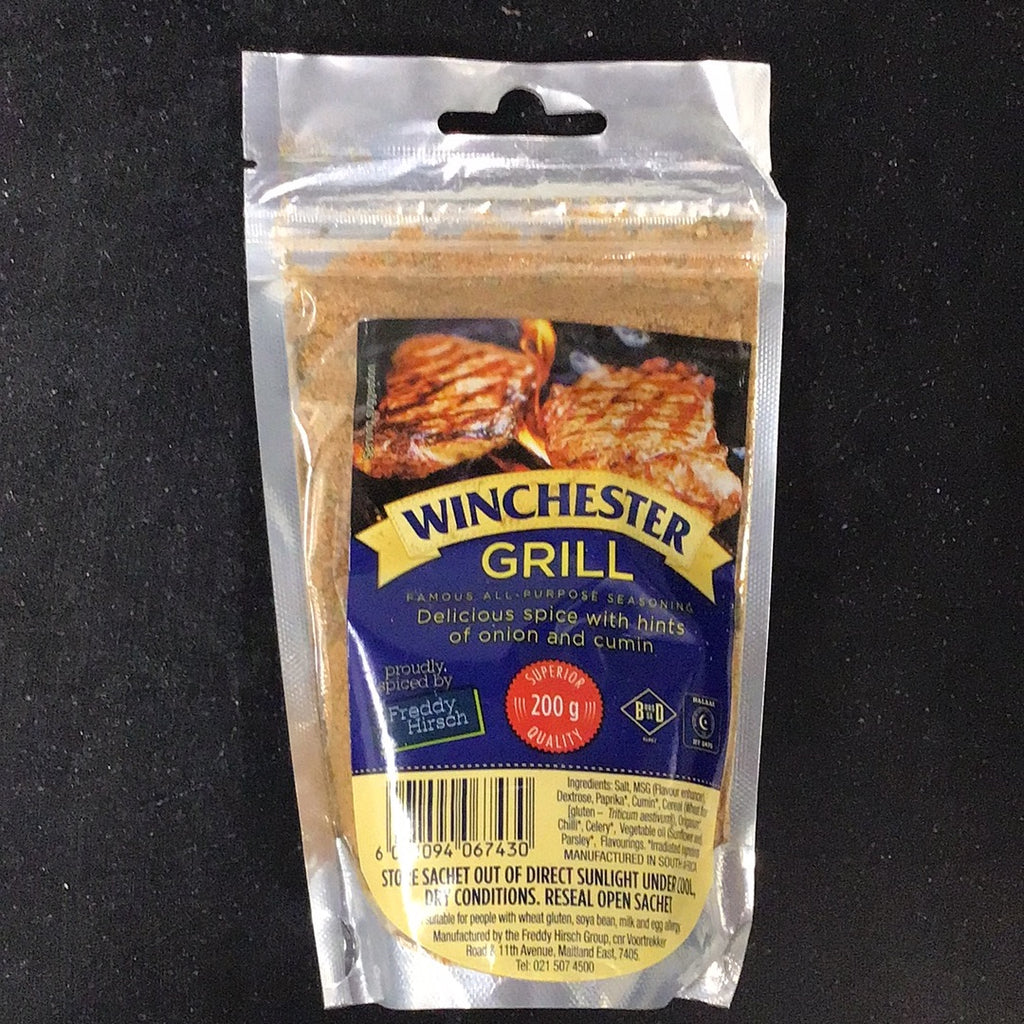 WINCHESTER
GRILL
FAMOUS ALL-PURPOSE SEASONING
Delicious spice with hints
of onion and cumin
proudly
spiced by
Freddy
Hirsch
SUPERIOR
200 g
QUALITY
B D
HALAAL
Ingredients: Salt, MSG (Flavour enhancer),
Dextrose, Paprika*, Cumin*, Cereal (Wheat
[gluten – Triticum aestivum]),
Chilli*, Celery*, Vegetable oil (Sunflower
Parsley*, Flavourings. *Irradiated
MANUFACTURED IN SOUTH AFRICA
6 094 067430
STORE SACHET OUT OF DIRECT SUNLIGHT UNDER COOL,
DRY CONDITIONS. RESEAL OPEN SACHET
suitable for people with wheat gluten, soya bean, milk and egg allergy
Manufactured by the Freddy Hirsch Group, cnr Voortrekker
Road & 11th Avenue, Maitland East, 7405
Tel: 021 507 4500